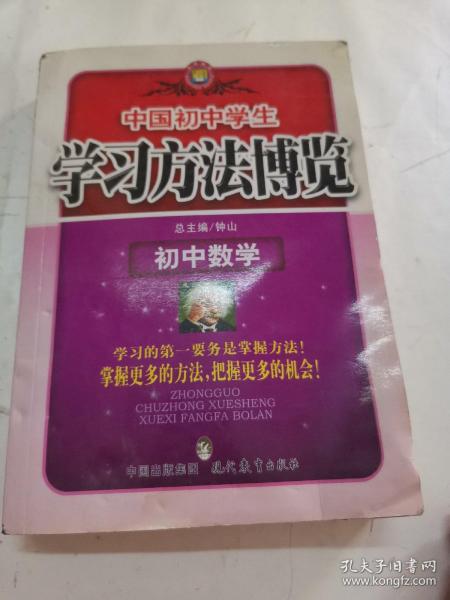 中国初中学生
学习方法博览
总主编/钟山
初中数学
学习的第一要务是掌握方法!
掌握更多的方法,把握更多的机会!
ZHONGGUO
CHUZHONG XUESHENG
XUEXI FANGFA BOLAN
中国出版集团 现代教育出版社
孔夫子旧书网
www.kongfz.com